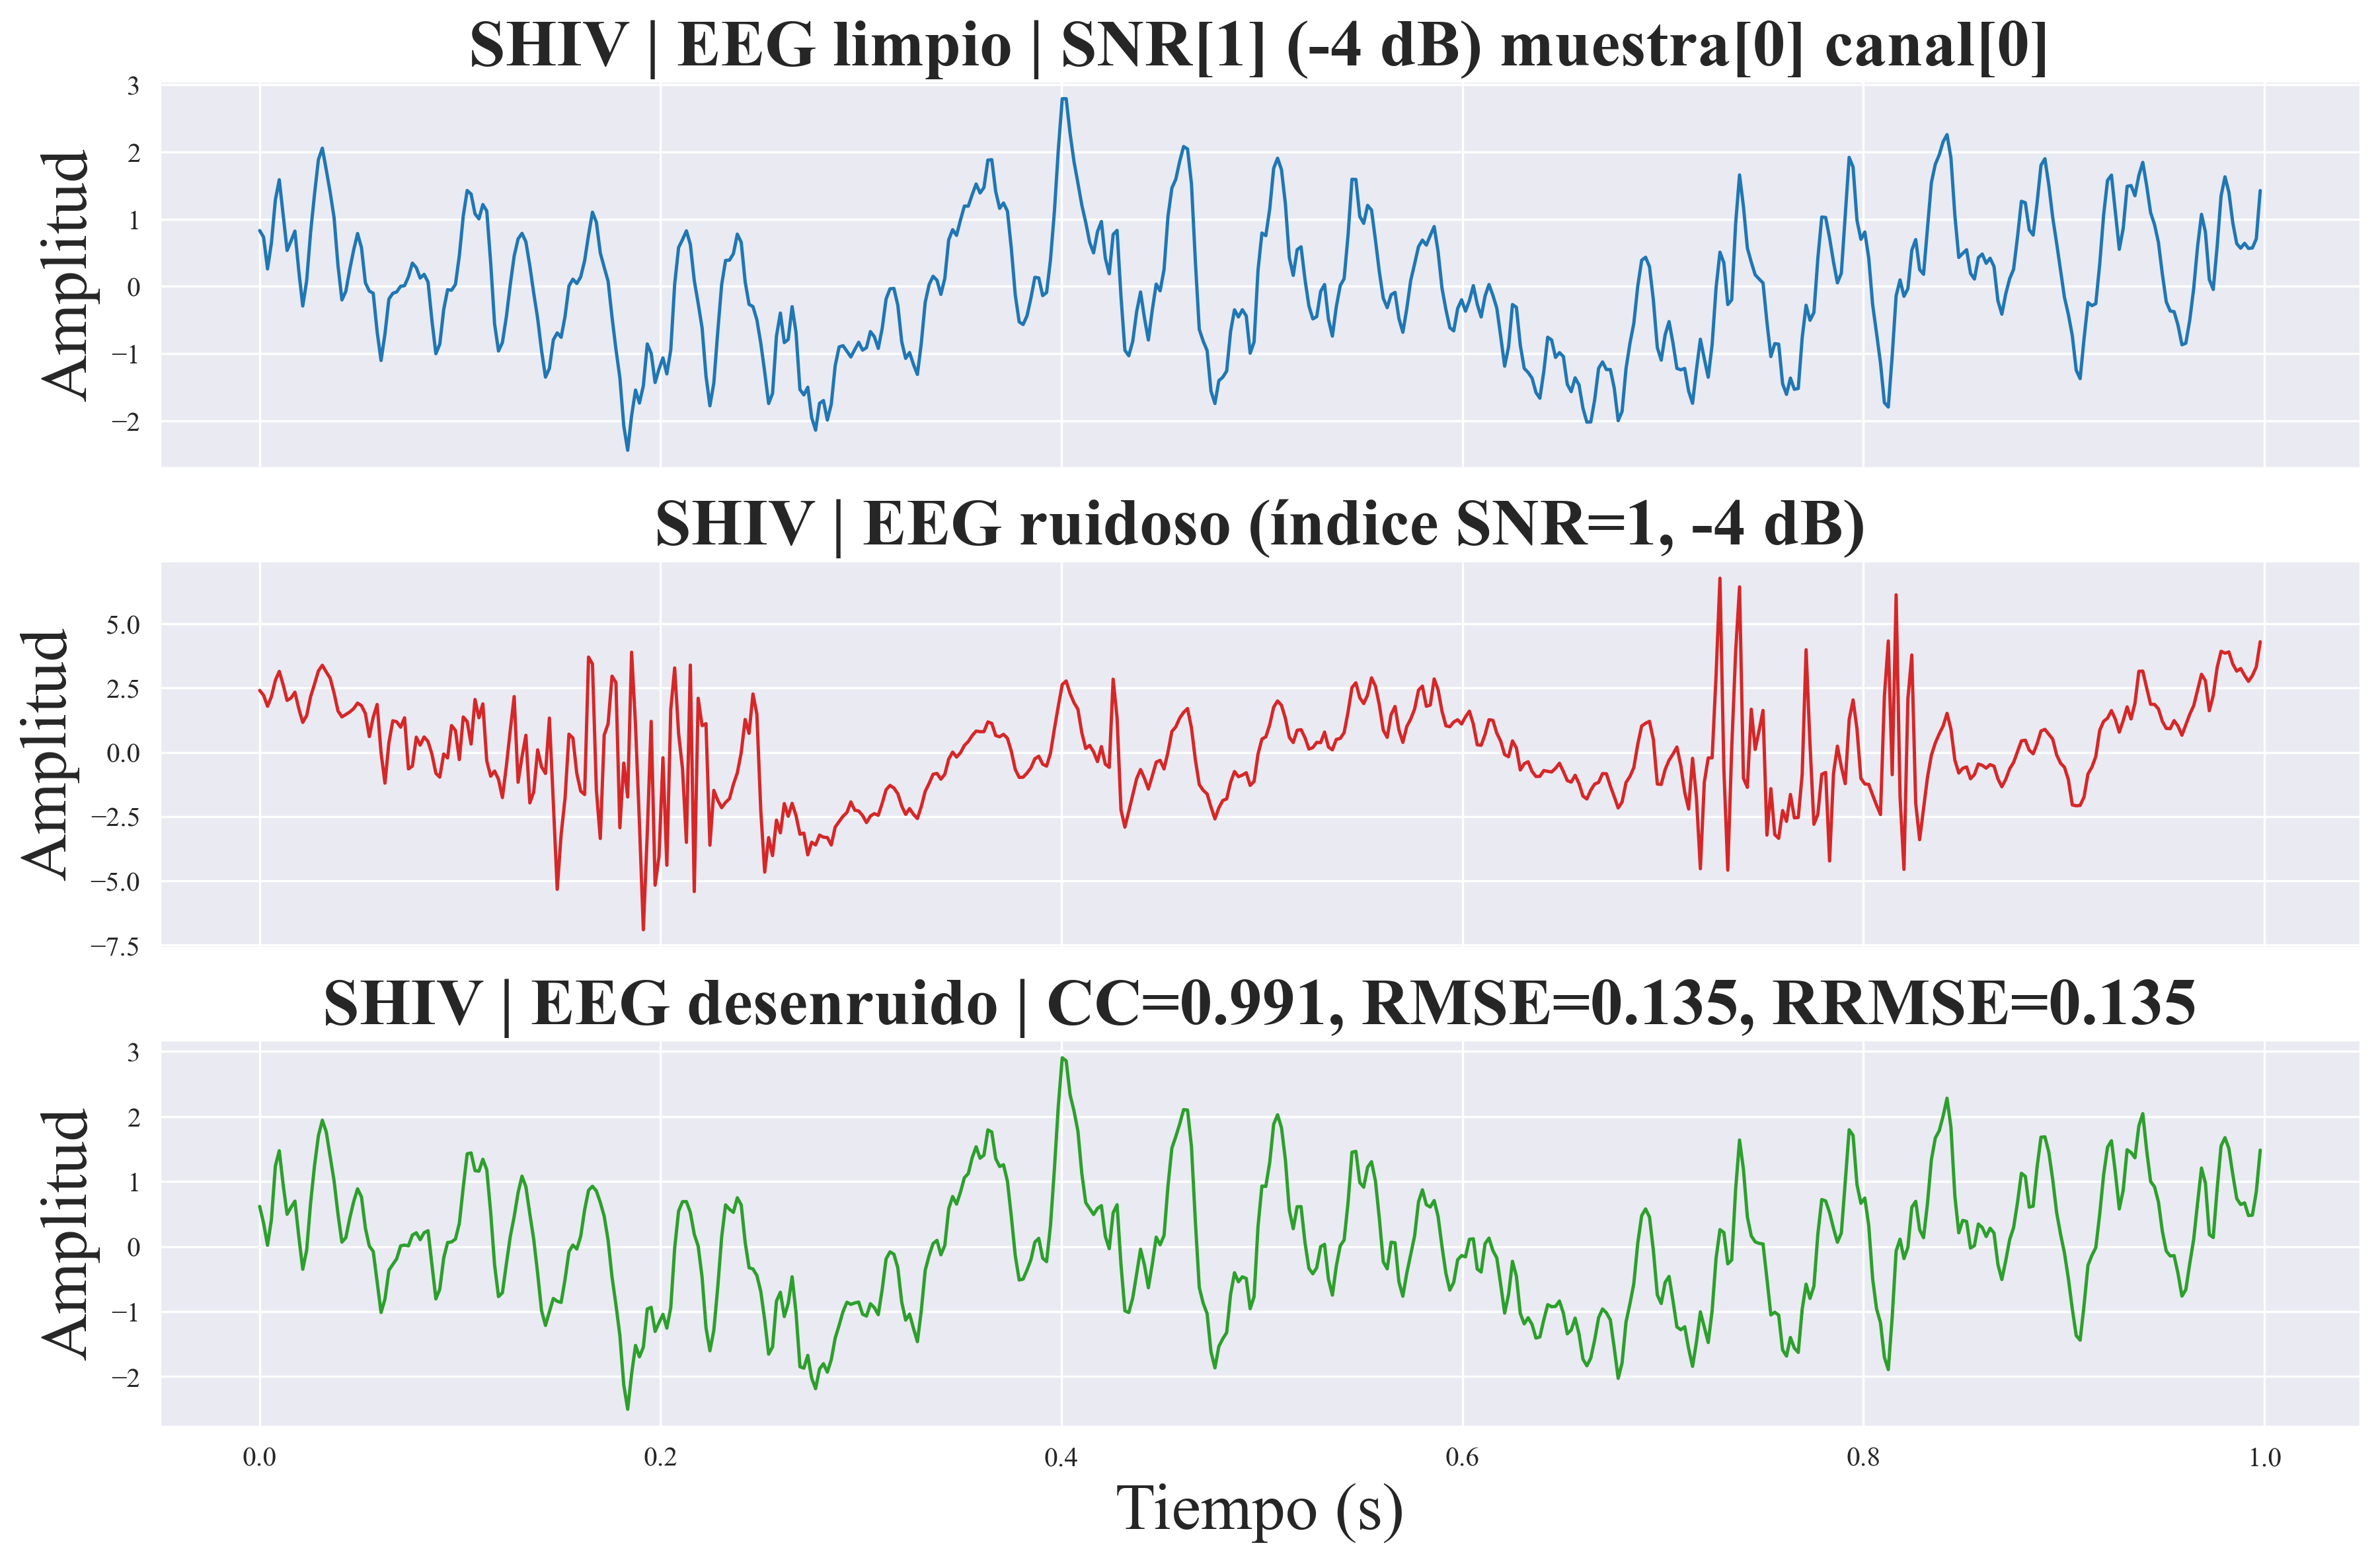 SHIV | EEG limpio | SNR[1] (-4 dB) muestra[0] canal[0]
3
2
1
0
−1
−2
Amplitud
SHIV | EEG ruidoso (índice SNR=1, -4 dB)
5.0
2.5
0.0
−2.5
−5.0
−7.5
Amplitud
SHIV | EEG desenruido | CC=0.991, RMSE=0.135, RRMSE=0.135
3
2
1
0
−1
−2
Amplitud
0.0 0.2 0.4 0.6 0.8 1.0
Tiempo (s)